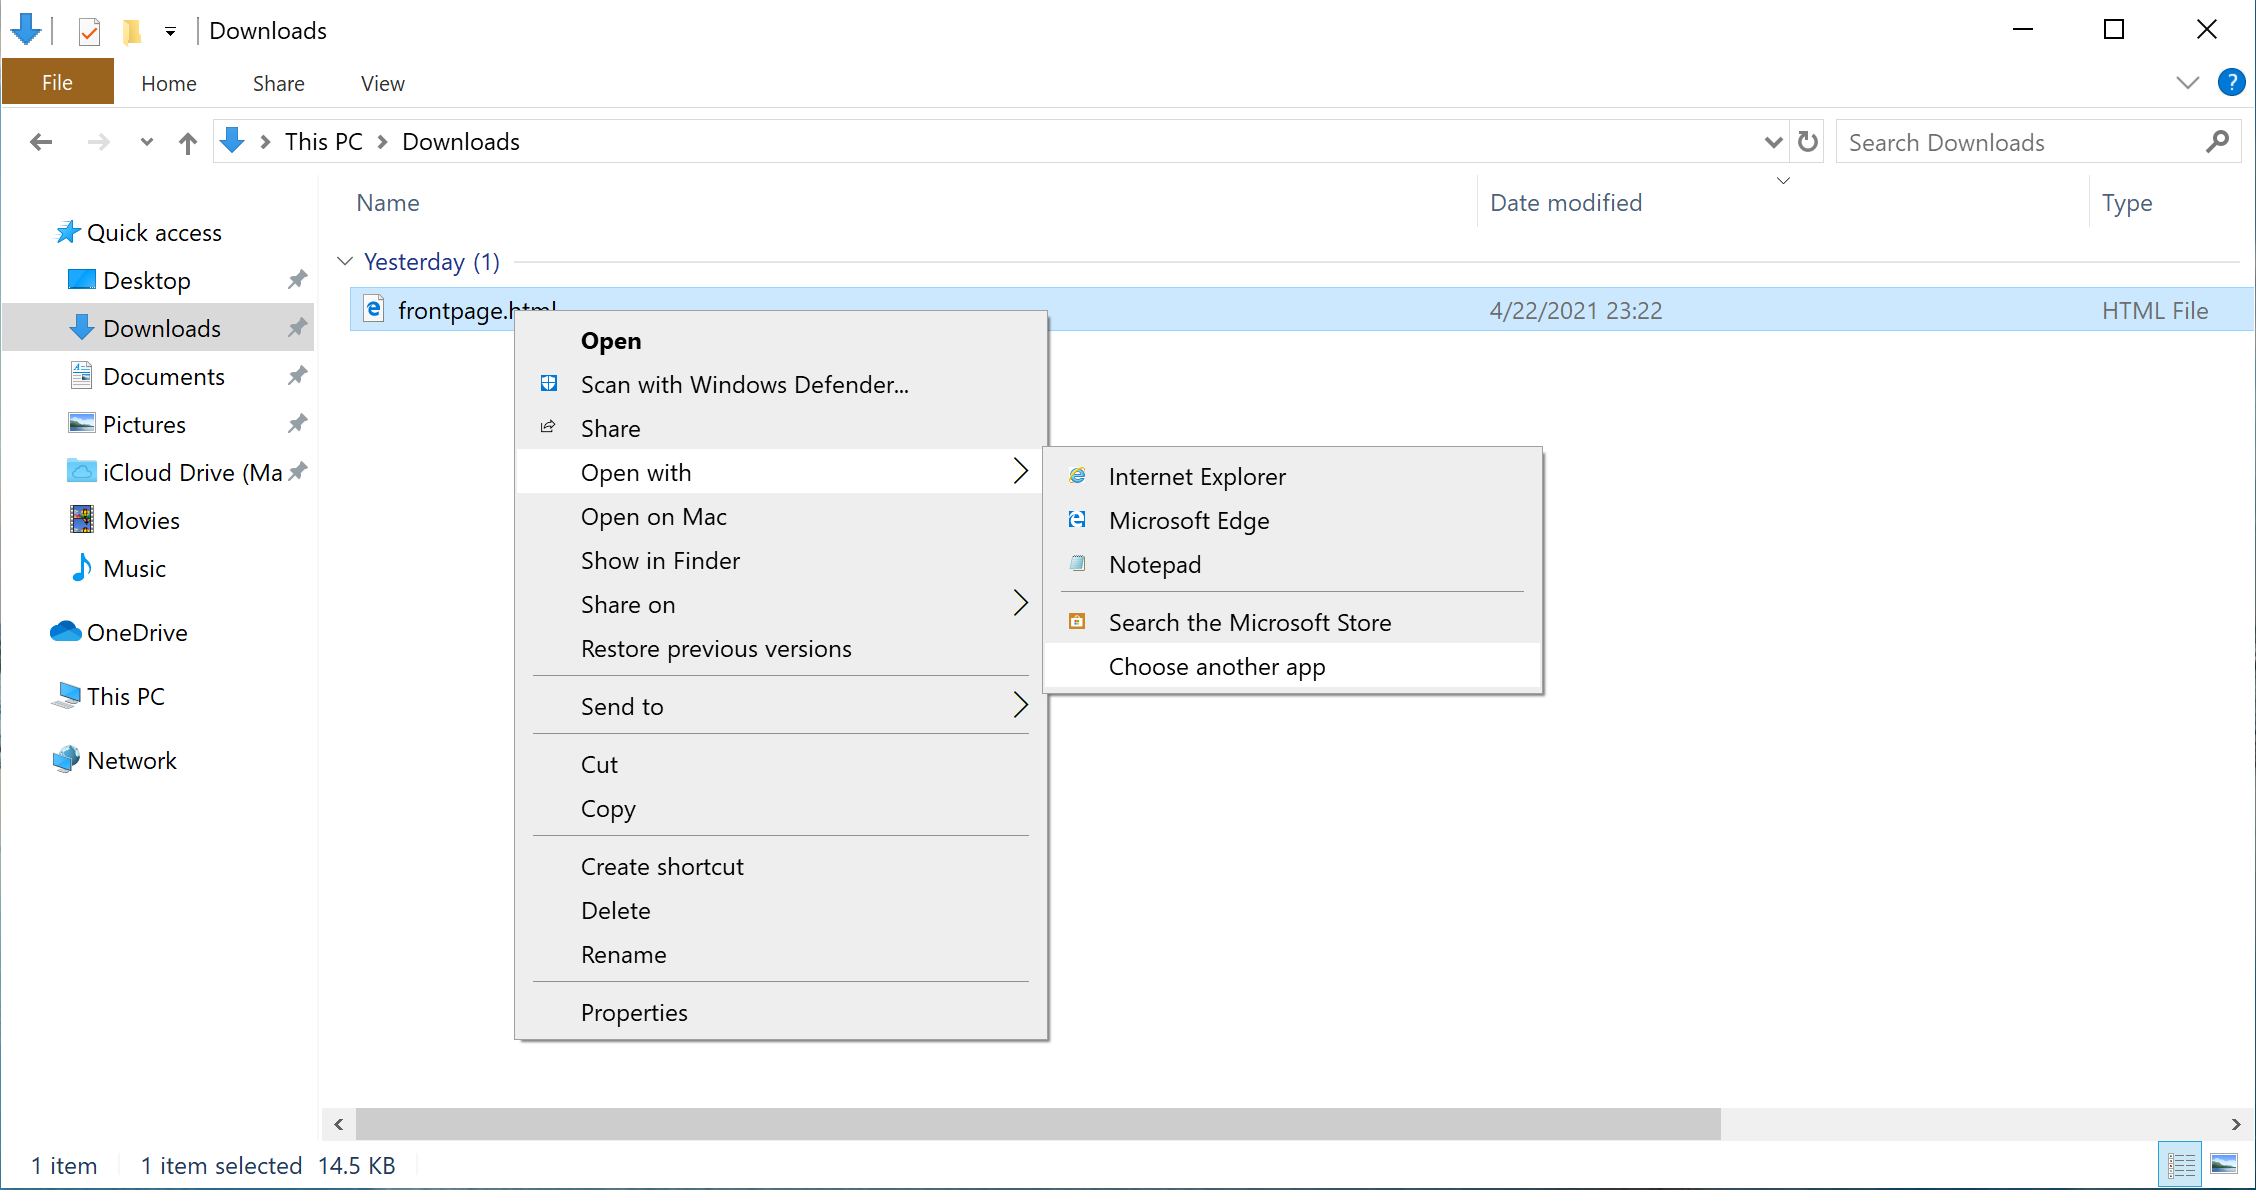 Downloads
File Home Share View
This PC Downloads
Search Downloads
Name Date modified Type
Quick access
Desktop
Downloads
Documents
Pictures
iCloud Drive (Ma
Movies
Music
OneDrive
This PC
Network
Yesterday (1)
frontpage.html 4/22/2021 23:22 HTML File
Open
Scan with Windows Defender...
Share
Open with
Open on Mac
Show in Finder
Share on
Restore previous versions
Send to
Cut
Copy
Create shortcut
Delete
Rename
Properties
Internet Explorer
Microsoft Edge
Notepad
Search the Microsoft Store
Choose another app
1 item 1 item selected 14.5 KB